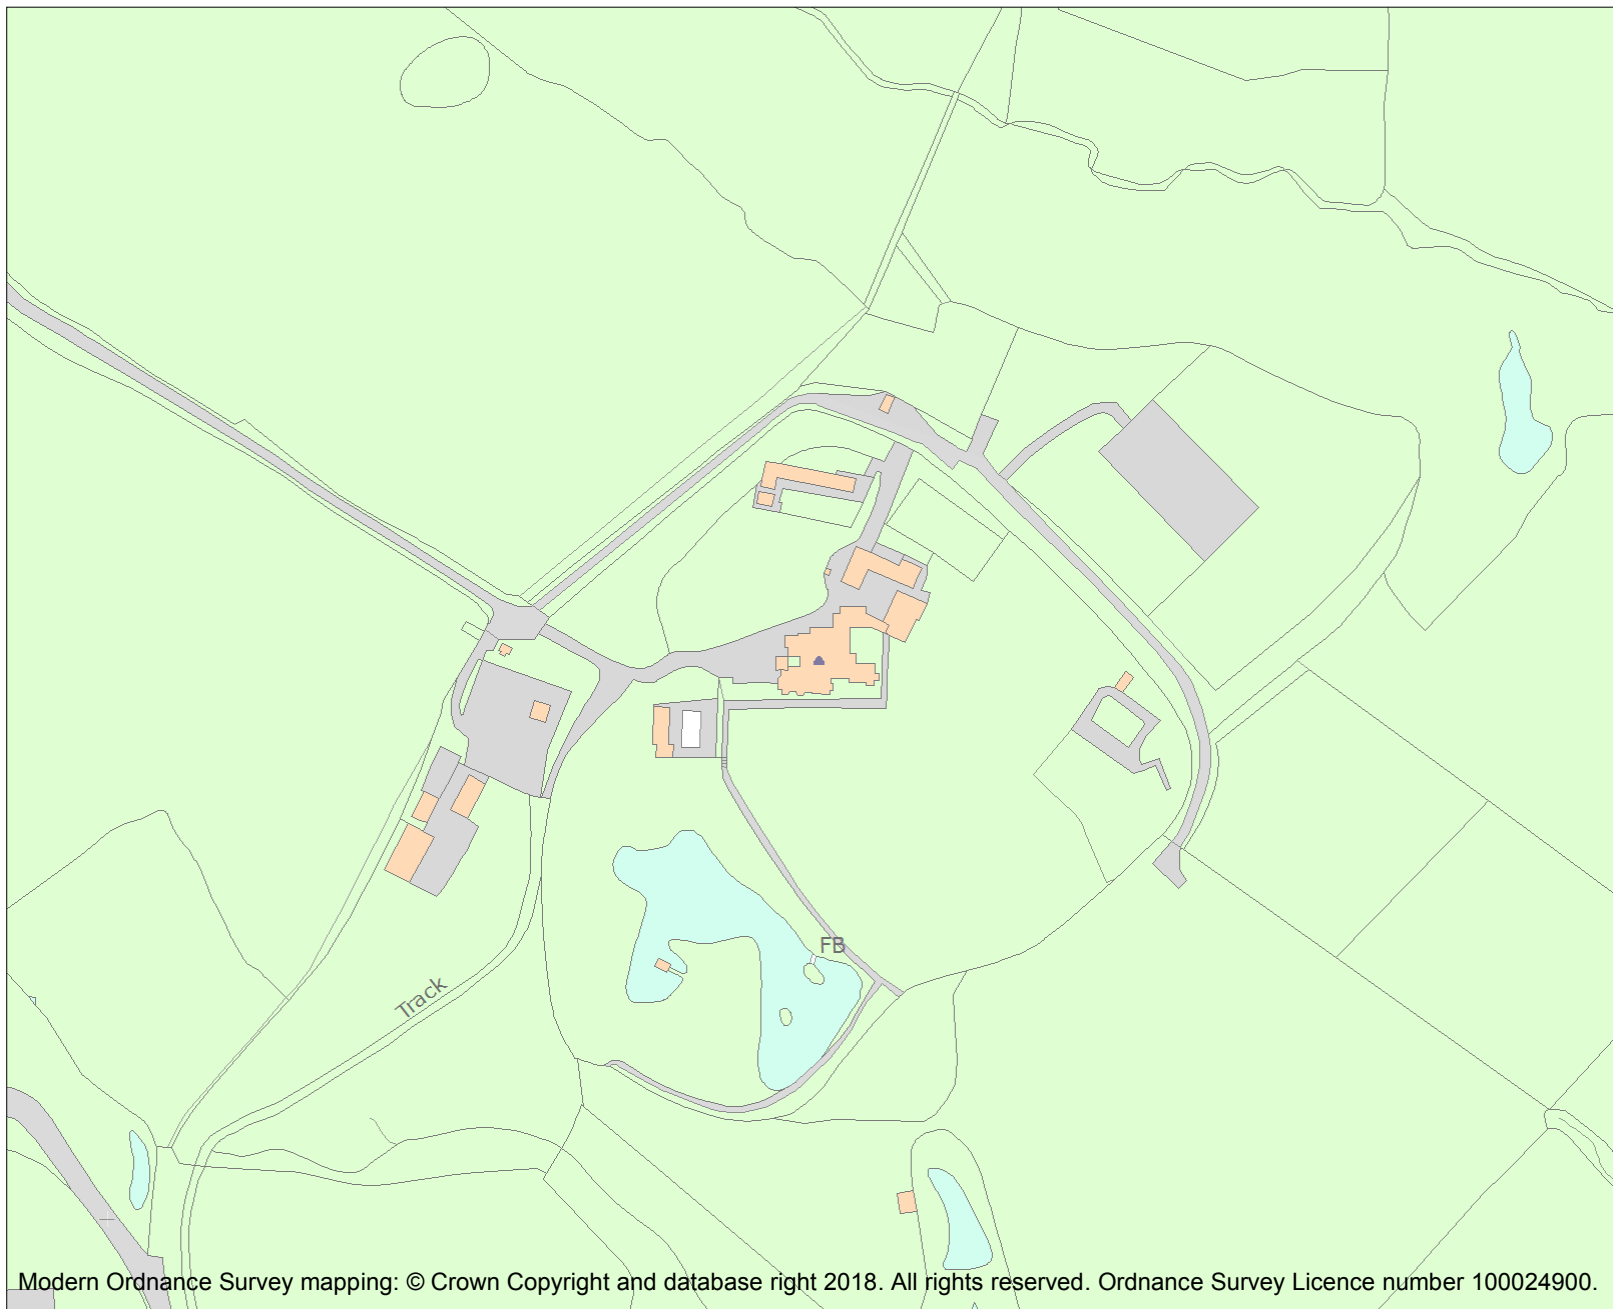 FB
Track
Modern Ordnance Survey mapping: © Crown Copyright and database right 2018. All rights reserved. Ordnance Survey Licence number 100024900.